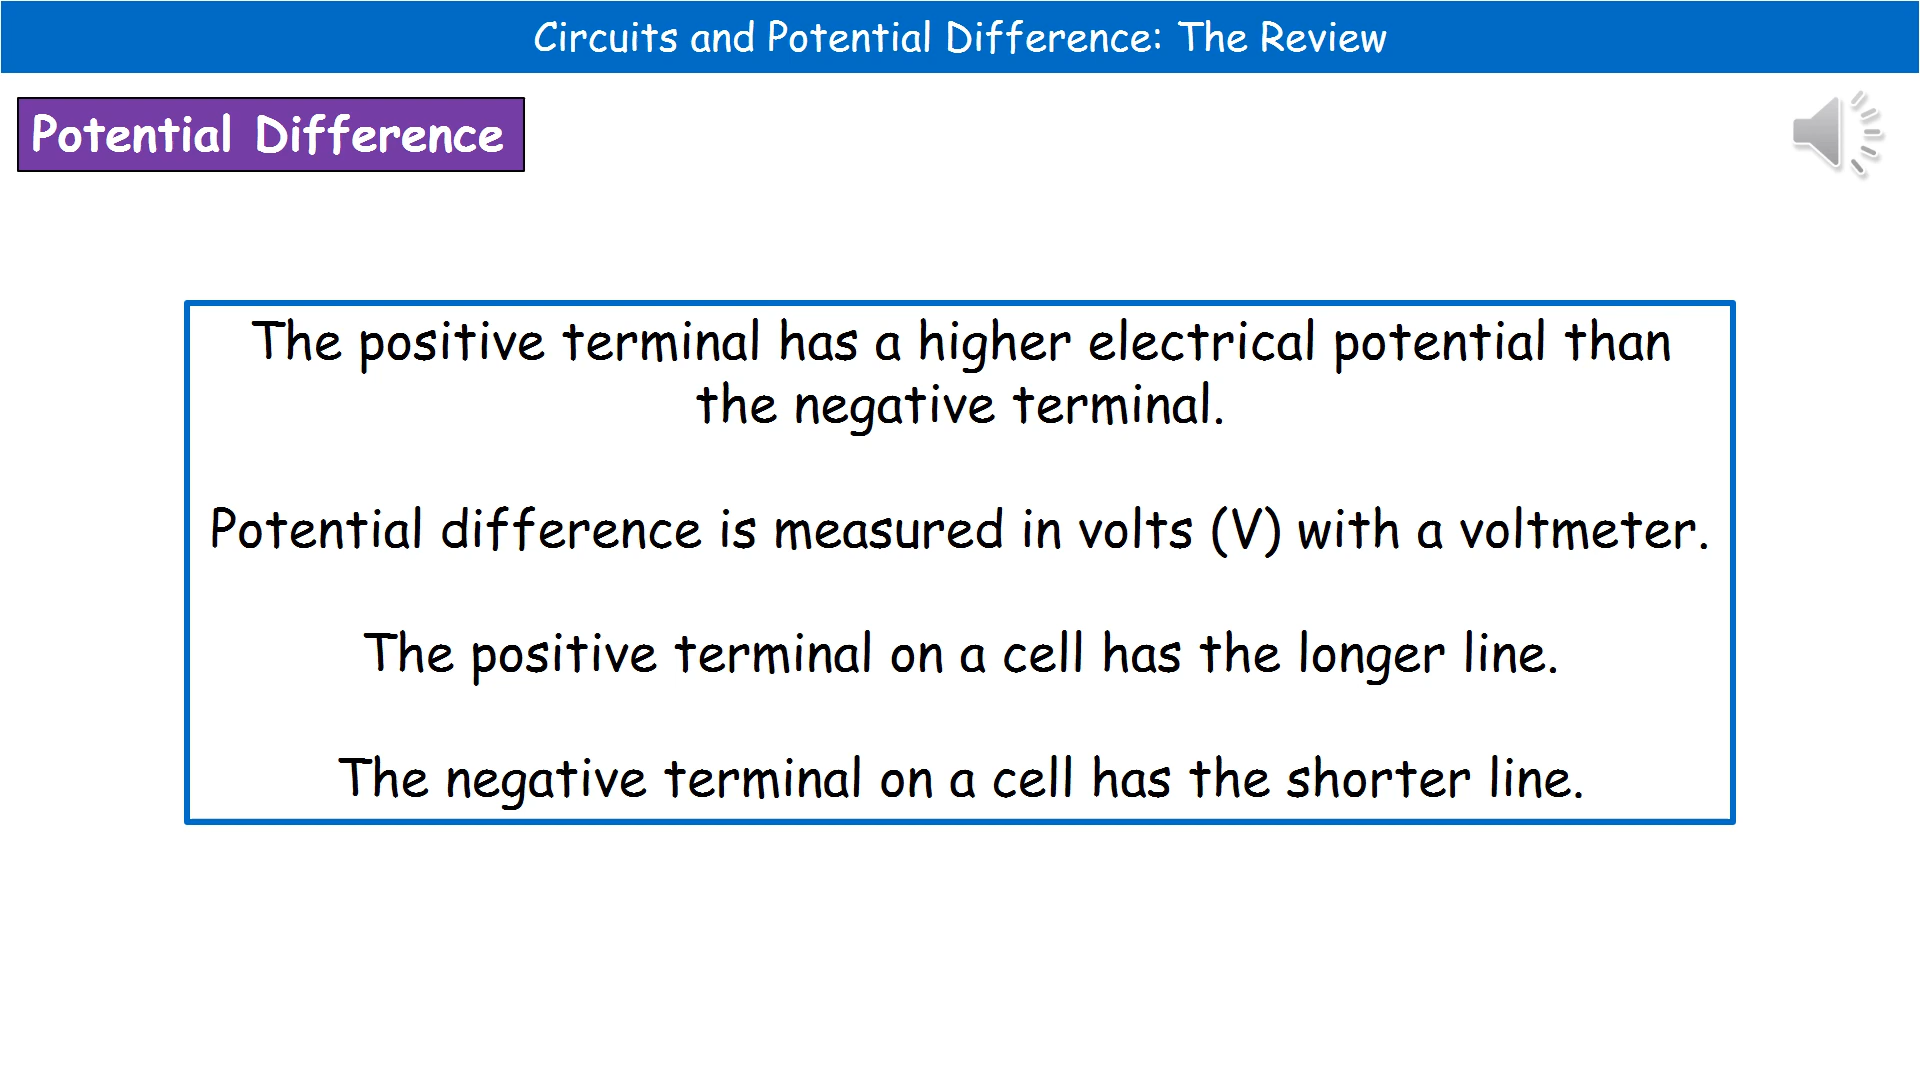 Circuits and Potential Difference: The Review
Potential Difference
The positive terminal has a higher electrical potential than
the negative terminal.
Potential difference is measured in volts (V) with a voltmeter.
The positive terminal on a cell has the longer line.
The negative terminal on a cell has the shorter line.